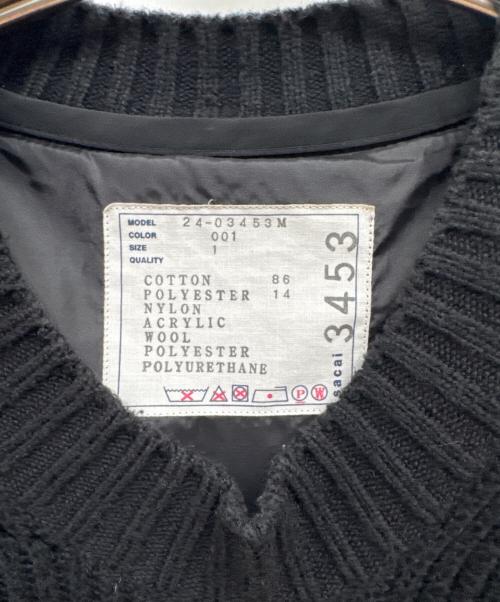 MODEL 24-03453M
COLOR 001
SIZE 1
QUALITY
COTTON 86
POLYESTER 14
NYLON
ACRYLIC
WOOL
POLYESTER
POLYURETHANE
P W
sacai 3453